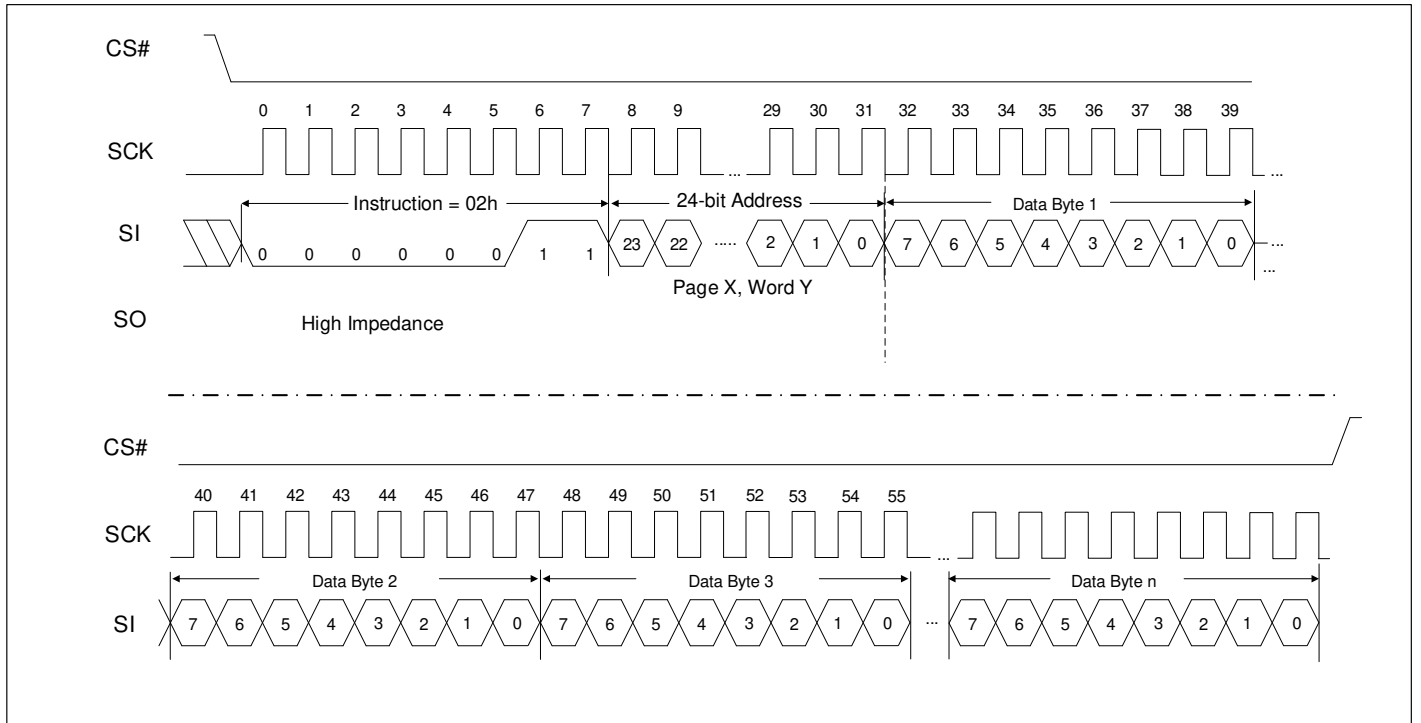 CS#
0 1 2 3 4 5 6 7 8 9 29 30 31 32 33 34 35 36 37 38 39
SCK
... ...
Instruction = 02h 24-bit Address Data Byte 1
SI
0 0 0 0 0 0 1 1 23 22 ..... 2 1 0 7 6 5 4 3 2 1 0 ...
...
Page X, Word Y
SO
High Impedance
CS#
40 41 42 43 44 45 46 47 48 49 50 51 52 53 54 55
SCK
...
Data Byte 2 Data Byte 3 Data Byte n
SI
7 6 5 4 3 2 1 0 7 6 5 4 3 2 1 0 ... 7 6 5 4 3 2 1 0